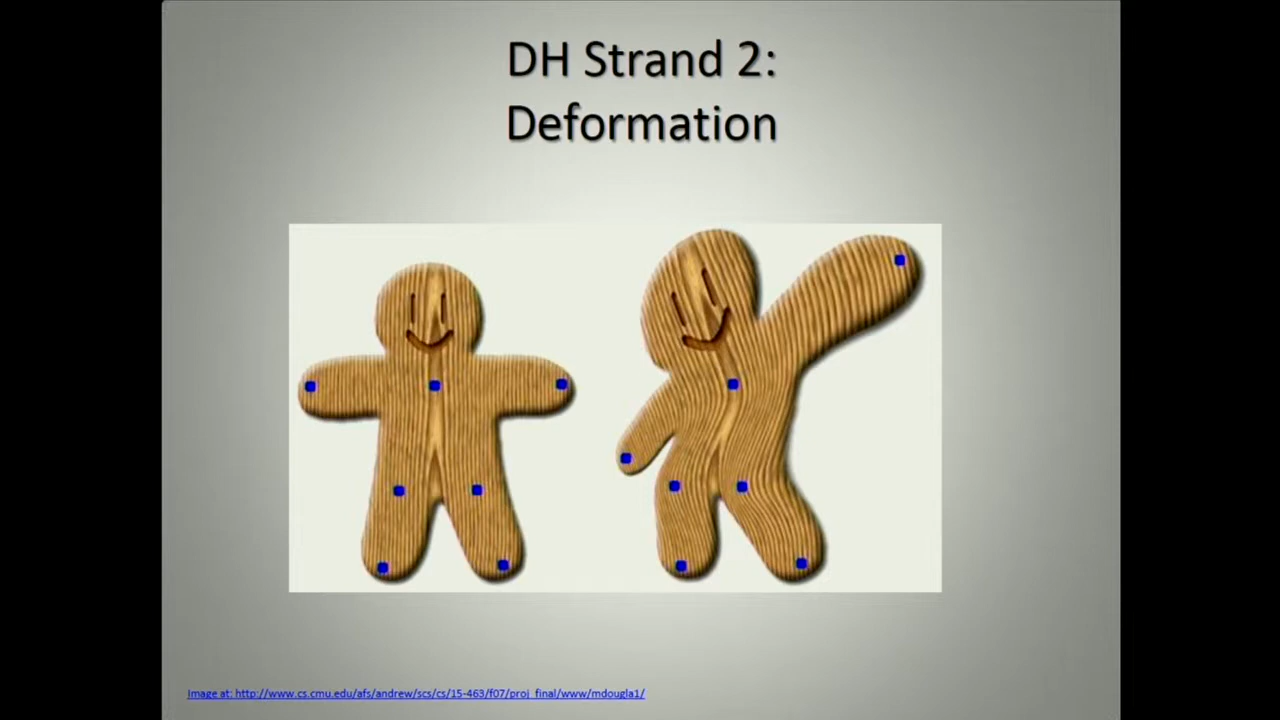 DH Strand 2:
Deformation
Image at: http://www.cs.cmu.edu/afs/andrew/scs/cs/15-463/f07/proj_final/www/mdougla1/